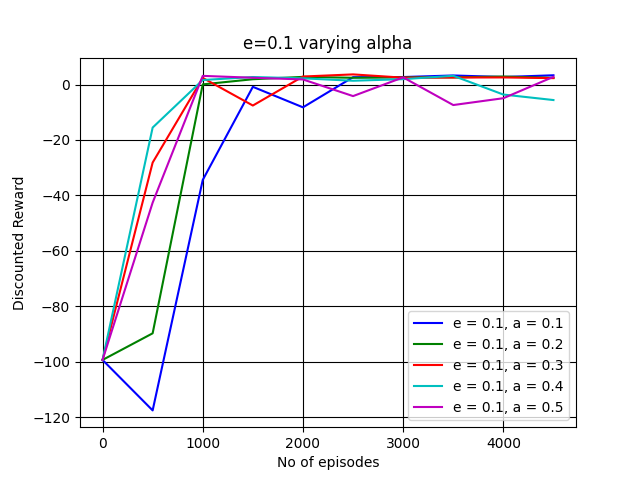 e=0.1 varying alpha
Discounted Reward
0
−20
−40
−60
−80
−100
−120
e = 0.1, a = 0.1
e = 0.1, a = 0.2
e = 0.1, a = 0.3
e = 0.1, a = 0.4
e = 0.1, a = 0.5
0 1000 2000 3000 4000
No of episodes